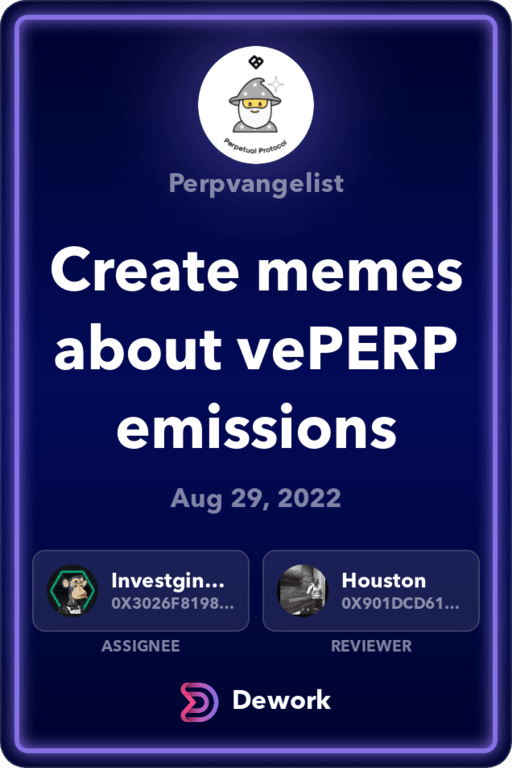 Perpetual Protocol
Perpvangelist
Create memes
about vePERP
emissions
Aug 29, 2022
Investgin...
0X3026F8198...
ASSIGNEE
Houston
0X901DCD61...
REVIEWER
Dework